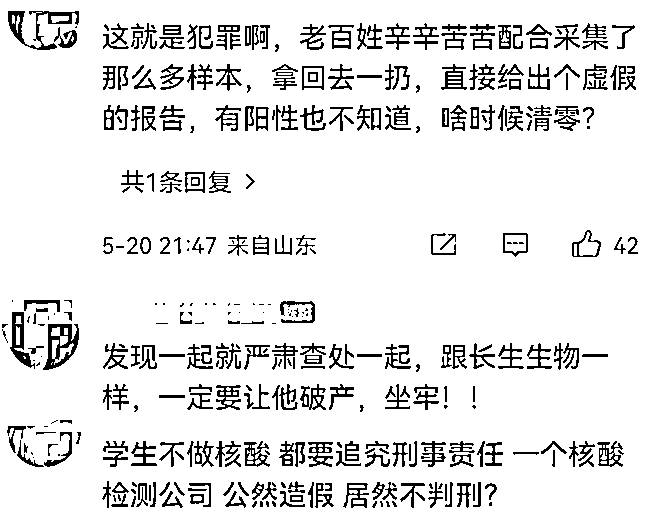 这就是犯罪啊，老百姓辛辛苦苦配合采集了
那么多样本，拿回去一扔，直接给出个虚假
的报告，有阳性也不知道，啥时候清零？
共1条回复 >
5-20 21:47 来自山东 42
发现一起就严肃查处一起，跟长生生物一
样，一定要让他破产，坐牢！！
学生不做核酸 都要追究刑事责任 一个核酸
检测公司 公然造假 居然不判刑？